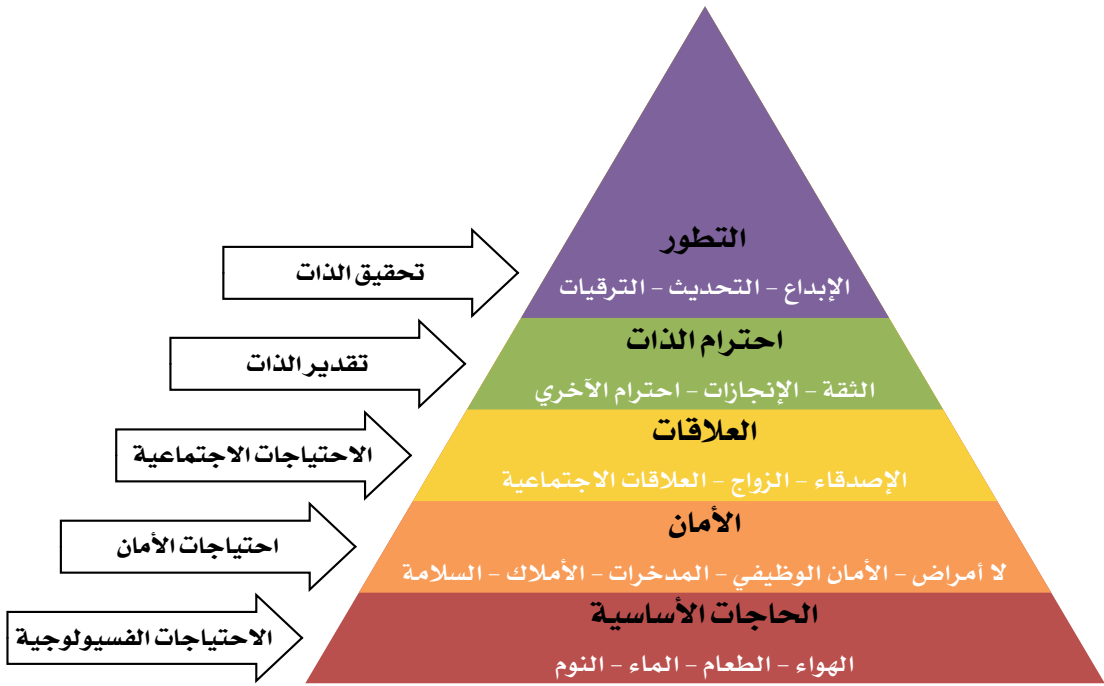 التطور
الإبداع – التحديث – الترقيات
تحقيق الذات
احترام الذات
الثقة – الإنجازات – احترام الآخري
تقدير الذات
العلاقات
الإصدقاء – الزواج – العلاقات الاجتماعية
الاحتياجات الاجتماعية
الأمان
لا أمراض – الأمان الوظيفي – المدخرات – الأملاك – السلامة
احتياجات الأمان
الحاجات الأساسية
الهواء – الطعام – الماء – النوم
الاحتياجات الفسيولوجية